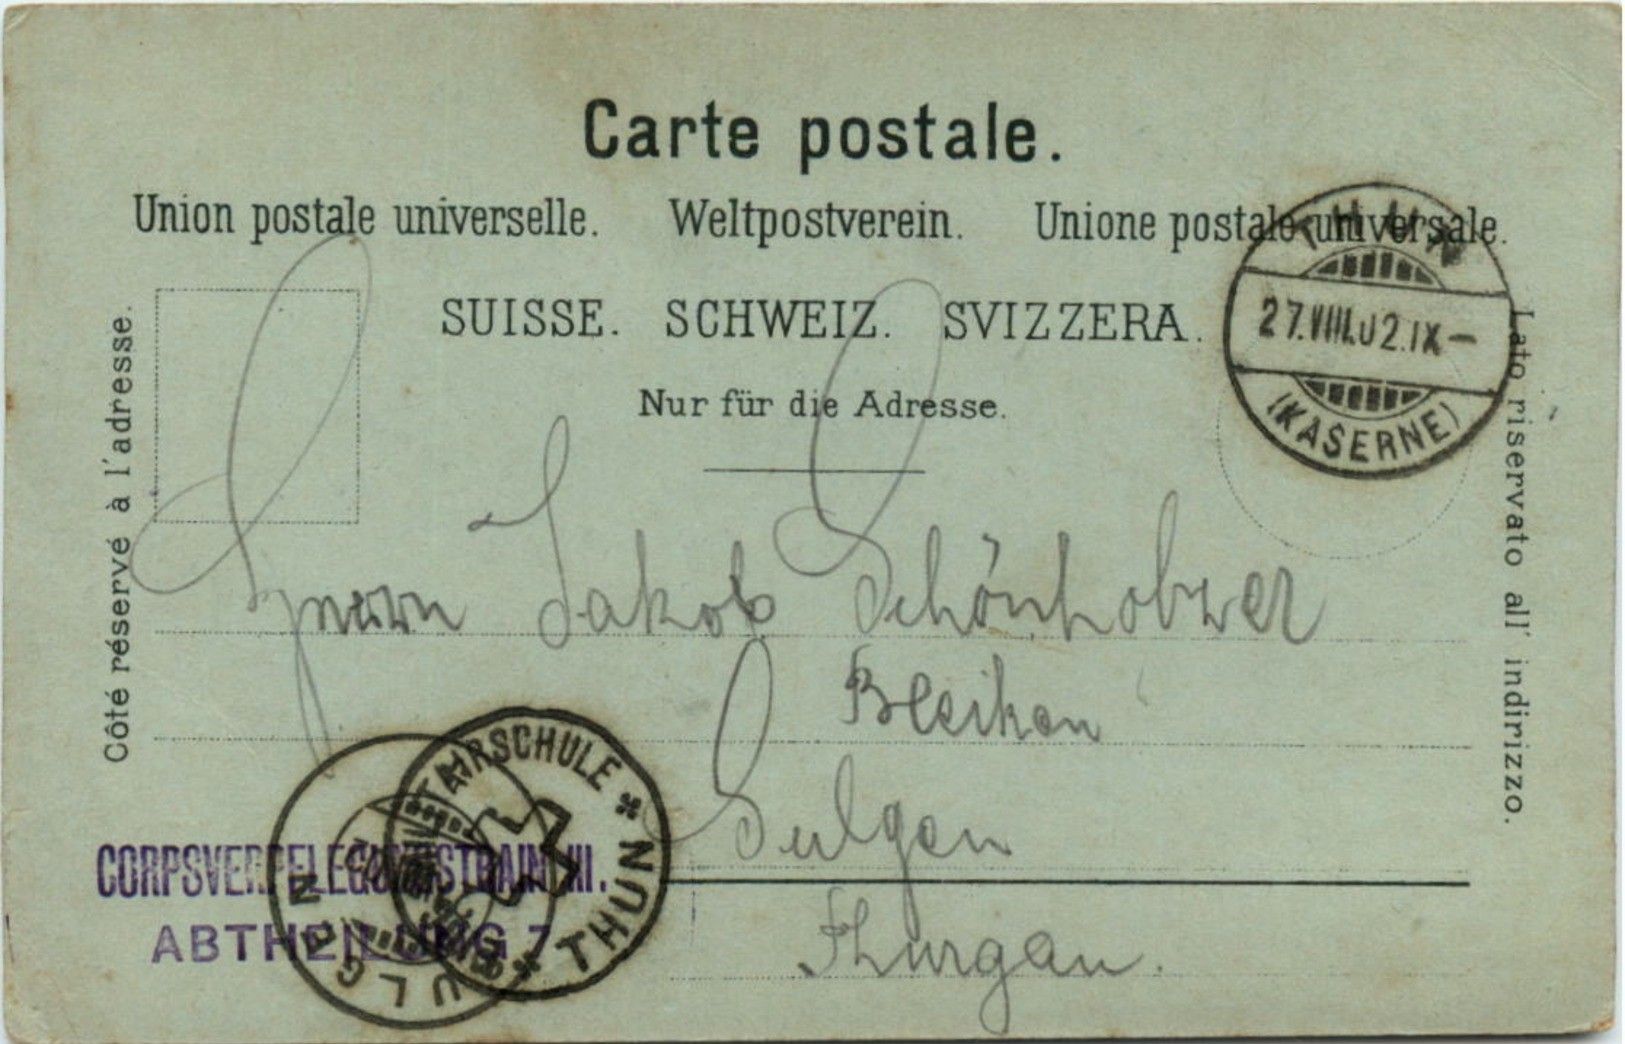 Carte postale.
Union postale universelle. Weltpostverein. Unione postale universale.
SUISSE. SCHWEIZ. SVIZZERA.
Nur für die Adresse.
Côté réservé à l'adresse.
Lato riservato all' indirizzo.
THUN
27.VIII.02.IX—
(KASERNE)
Herrn Jakob Schönholzer
Bleiken
Sulgen
Thurgau.
MILITAIRSCHULE * THUN *
SULGEN
CORPSVERPFLEGUNGSTRAIN III.
ABTHEILUNG 7